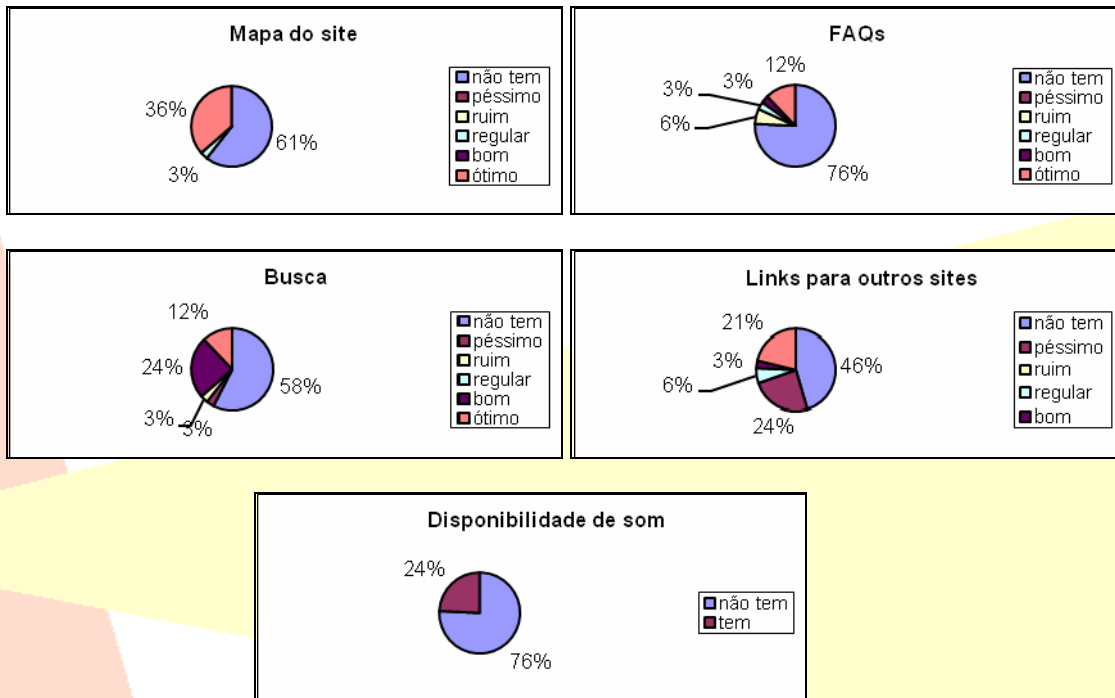 Mapa do site
36%
61%
3%
não tem
péssimo
ruim
regular
bom
ótimo
FAQs
12%
3%
3%
6%
76%
não tem
péssimo
ruim
regular
bom
ótimo
Busca
12%
24%
58%
3%
3%
não tem
péssimo
ruim
regular
bom
ótimo
Links para outros sites
21%
3%
46%
6%
24%
não tem
péssimo
ruim
regular
bom
Disponibilidade de som
24%
76%
não tem
tem